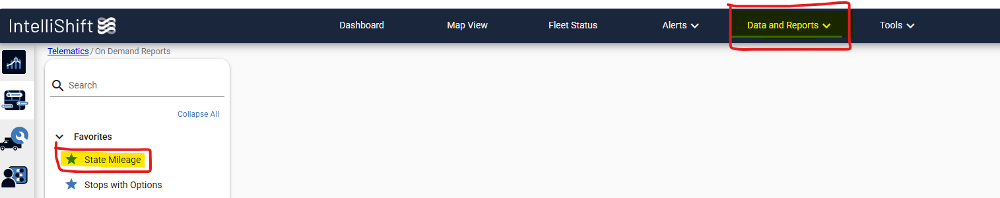 IntelliShift
Dashboard
Map View
Fleet Status
Alerts
Data and Reports
Tools
Telematics / On Demand Reports
Search
Collapse All
Favorites
State Mileage
Stops with Options